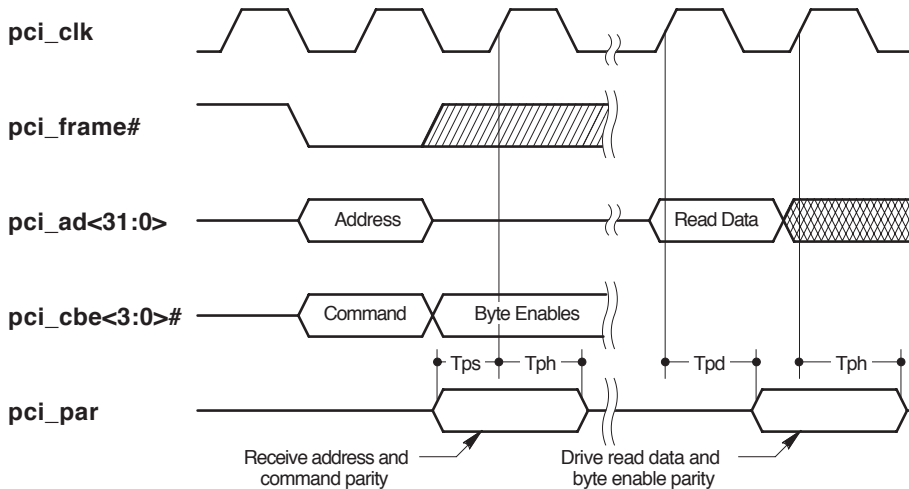 pci_clk
pci_frame#
pci_ad<31:0>
Address
Read Data
pci_cbe<3:0>#
Command
Byte Enables
Tps
Tph
Tpd
Tph
pci_par
Receive address and
command parity
Drive read data and
byte enable parity